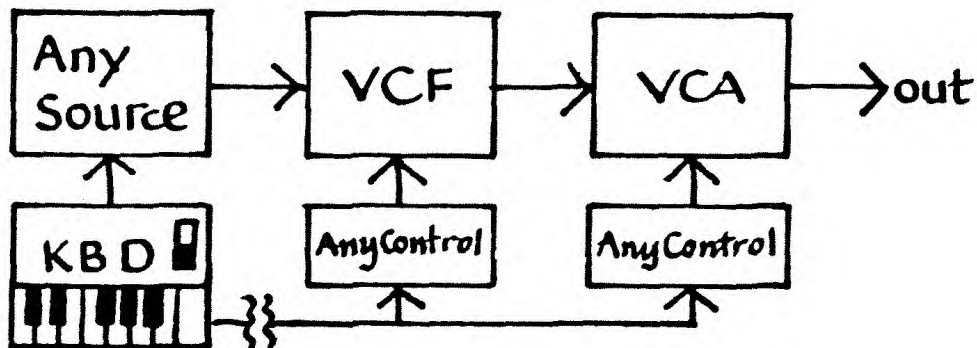 Any
Source
VCF
VCA
out
KBD
AnyControl
AnyControl